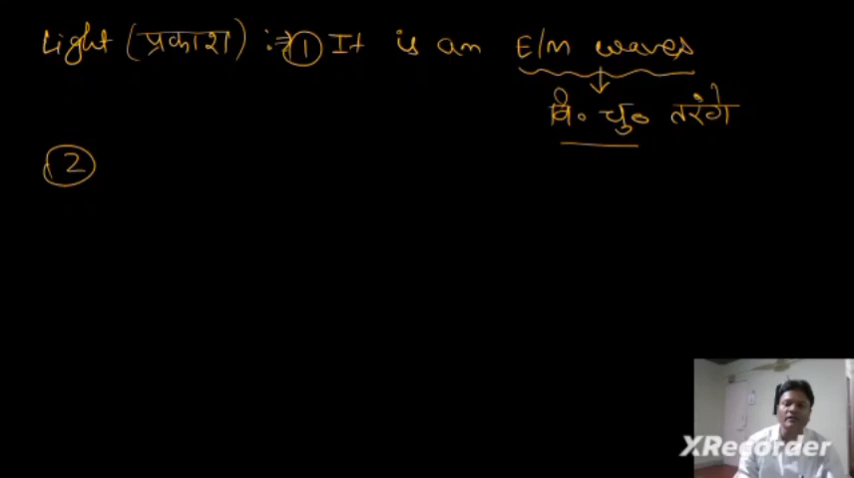 Light (प्रकाश) :⇒ ① It is an E/M waves
↓
वि० चु० तरंगे
②
XRecorder